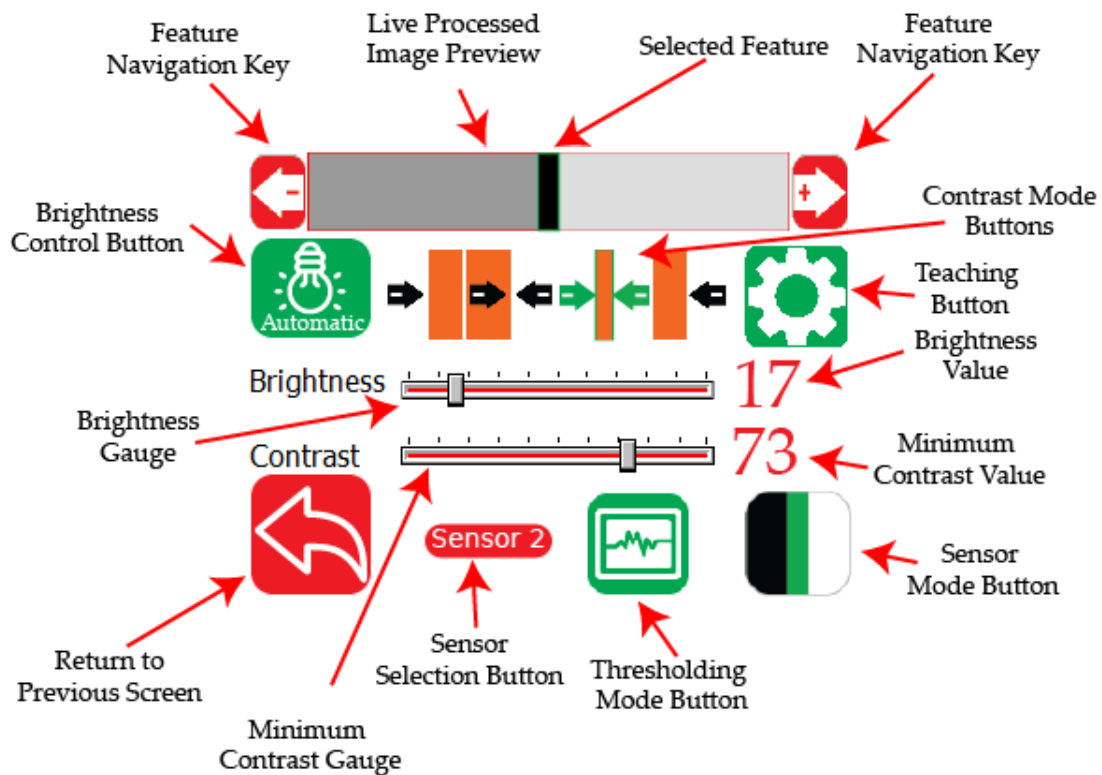 Feature
Navigation Key
Live Processed
Image Preview
Selected Feature
Feature
Navigation Key
-
+
Brightness
Control Button
Contrast Mode
Buttons
Automatic
Teaching
Button
Brightness
17
Brightness
Value
Brightness
Gauge
Contrast
73
Minimum
Contrast Value
Sensor 2
Sensor
Mode Button
Return to
Previous Screen
Sensor
Selection Button
Thresholding
Mode Button
Minimum
Contrast Gauge